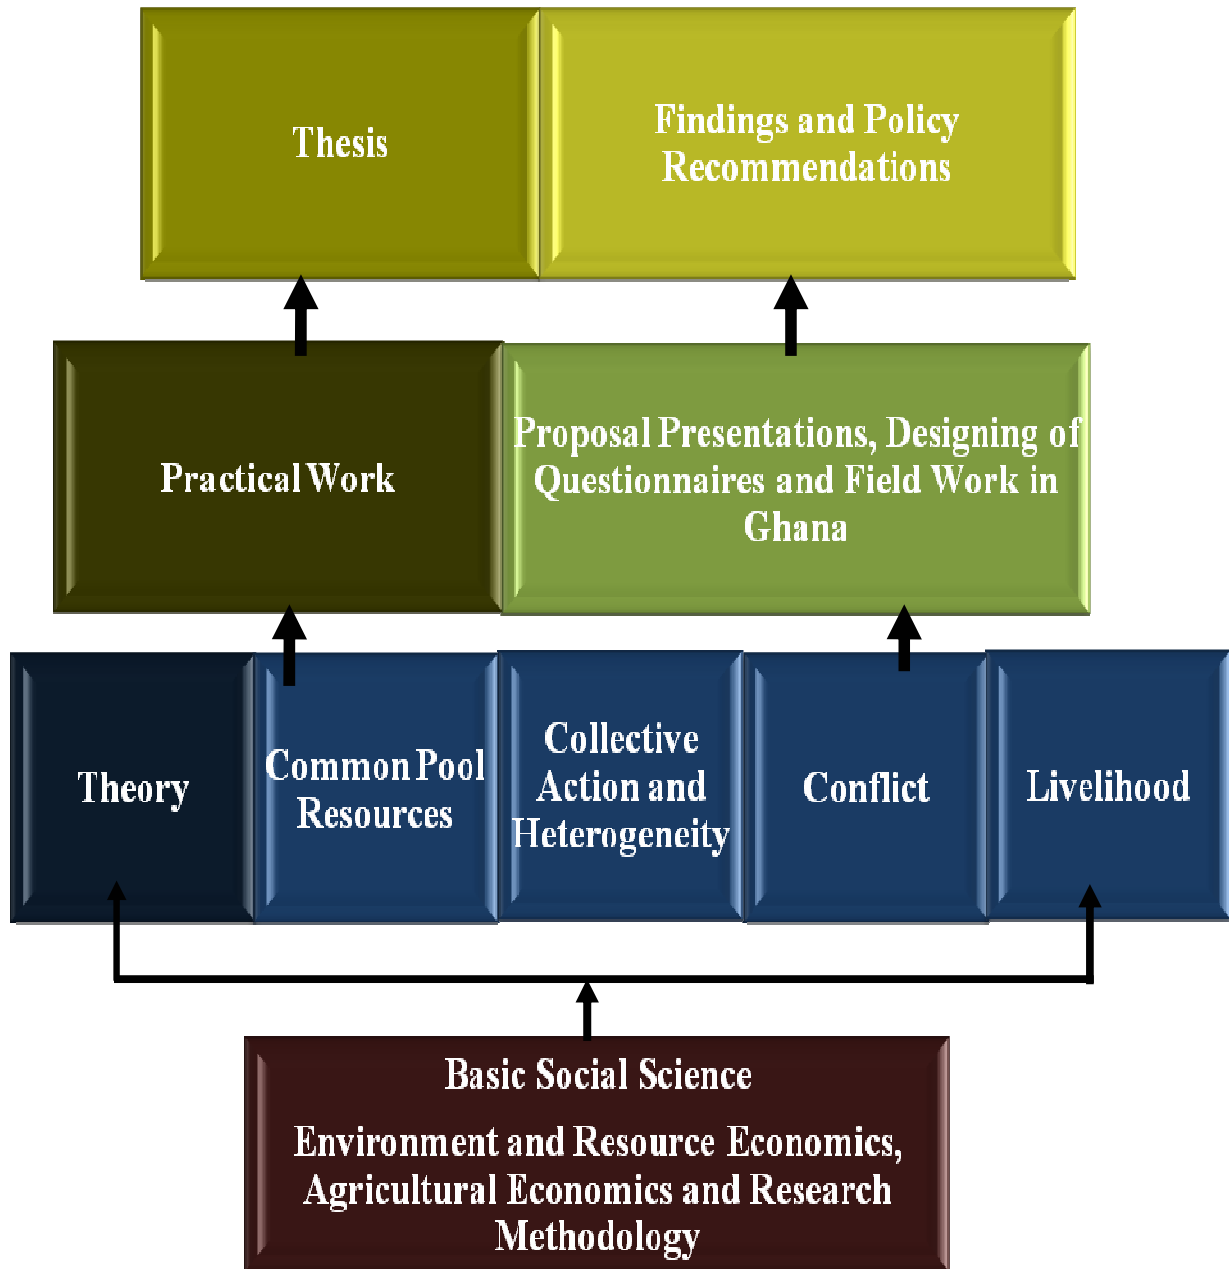 Thesis
Findings and Policy
Recommendations
Practical Work
Proposal Presentations, Designing of
Questionnaires and Field Work in
Ghana
Theory
Common Pool
Resources
Collective
Action and
Heterogeneity
Conflict
Livelihood
Basic Social Science
Environment and Resource Economics,
Agricultural Economics and Research
Methodology